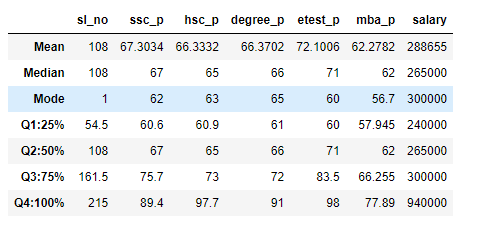 sl_no ssc_p hsc_p degree_p etest_p mba_p salary
Mean 108 67.3034 66.3332 66.3702 72.1006 62.2782 288655
Median 108 67 65 66 71 62 265000
Mode 1 62 63 65 60 56.7 300000
Q1:25% 54.5 60.6 60.9 61 60 57.945 240000
Q2:50% 108 67 65 66 71 62 265000
Q3:75% 161.5 75.7 73 72 83.5 66.255 300000
Q4:100% 215 89.4 97.7 91 98 77.89 940000